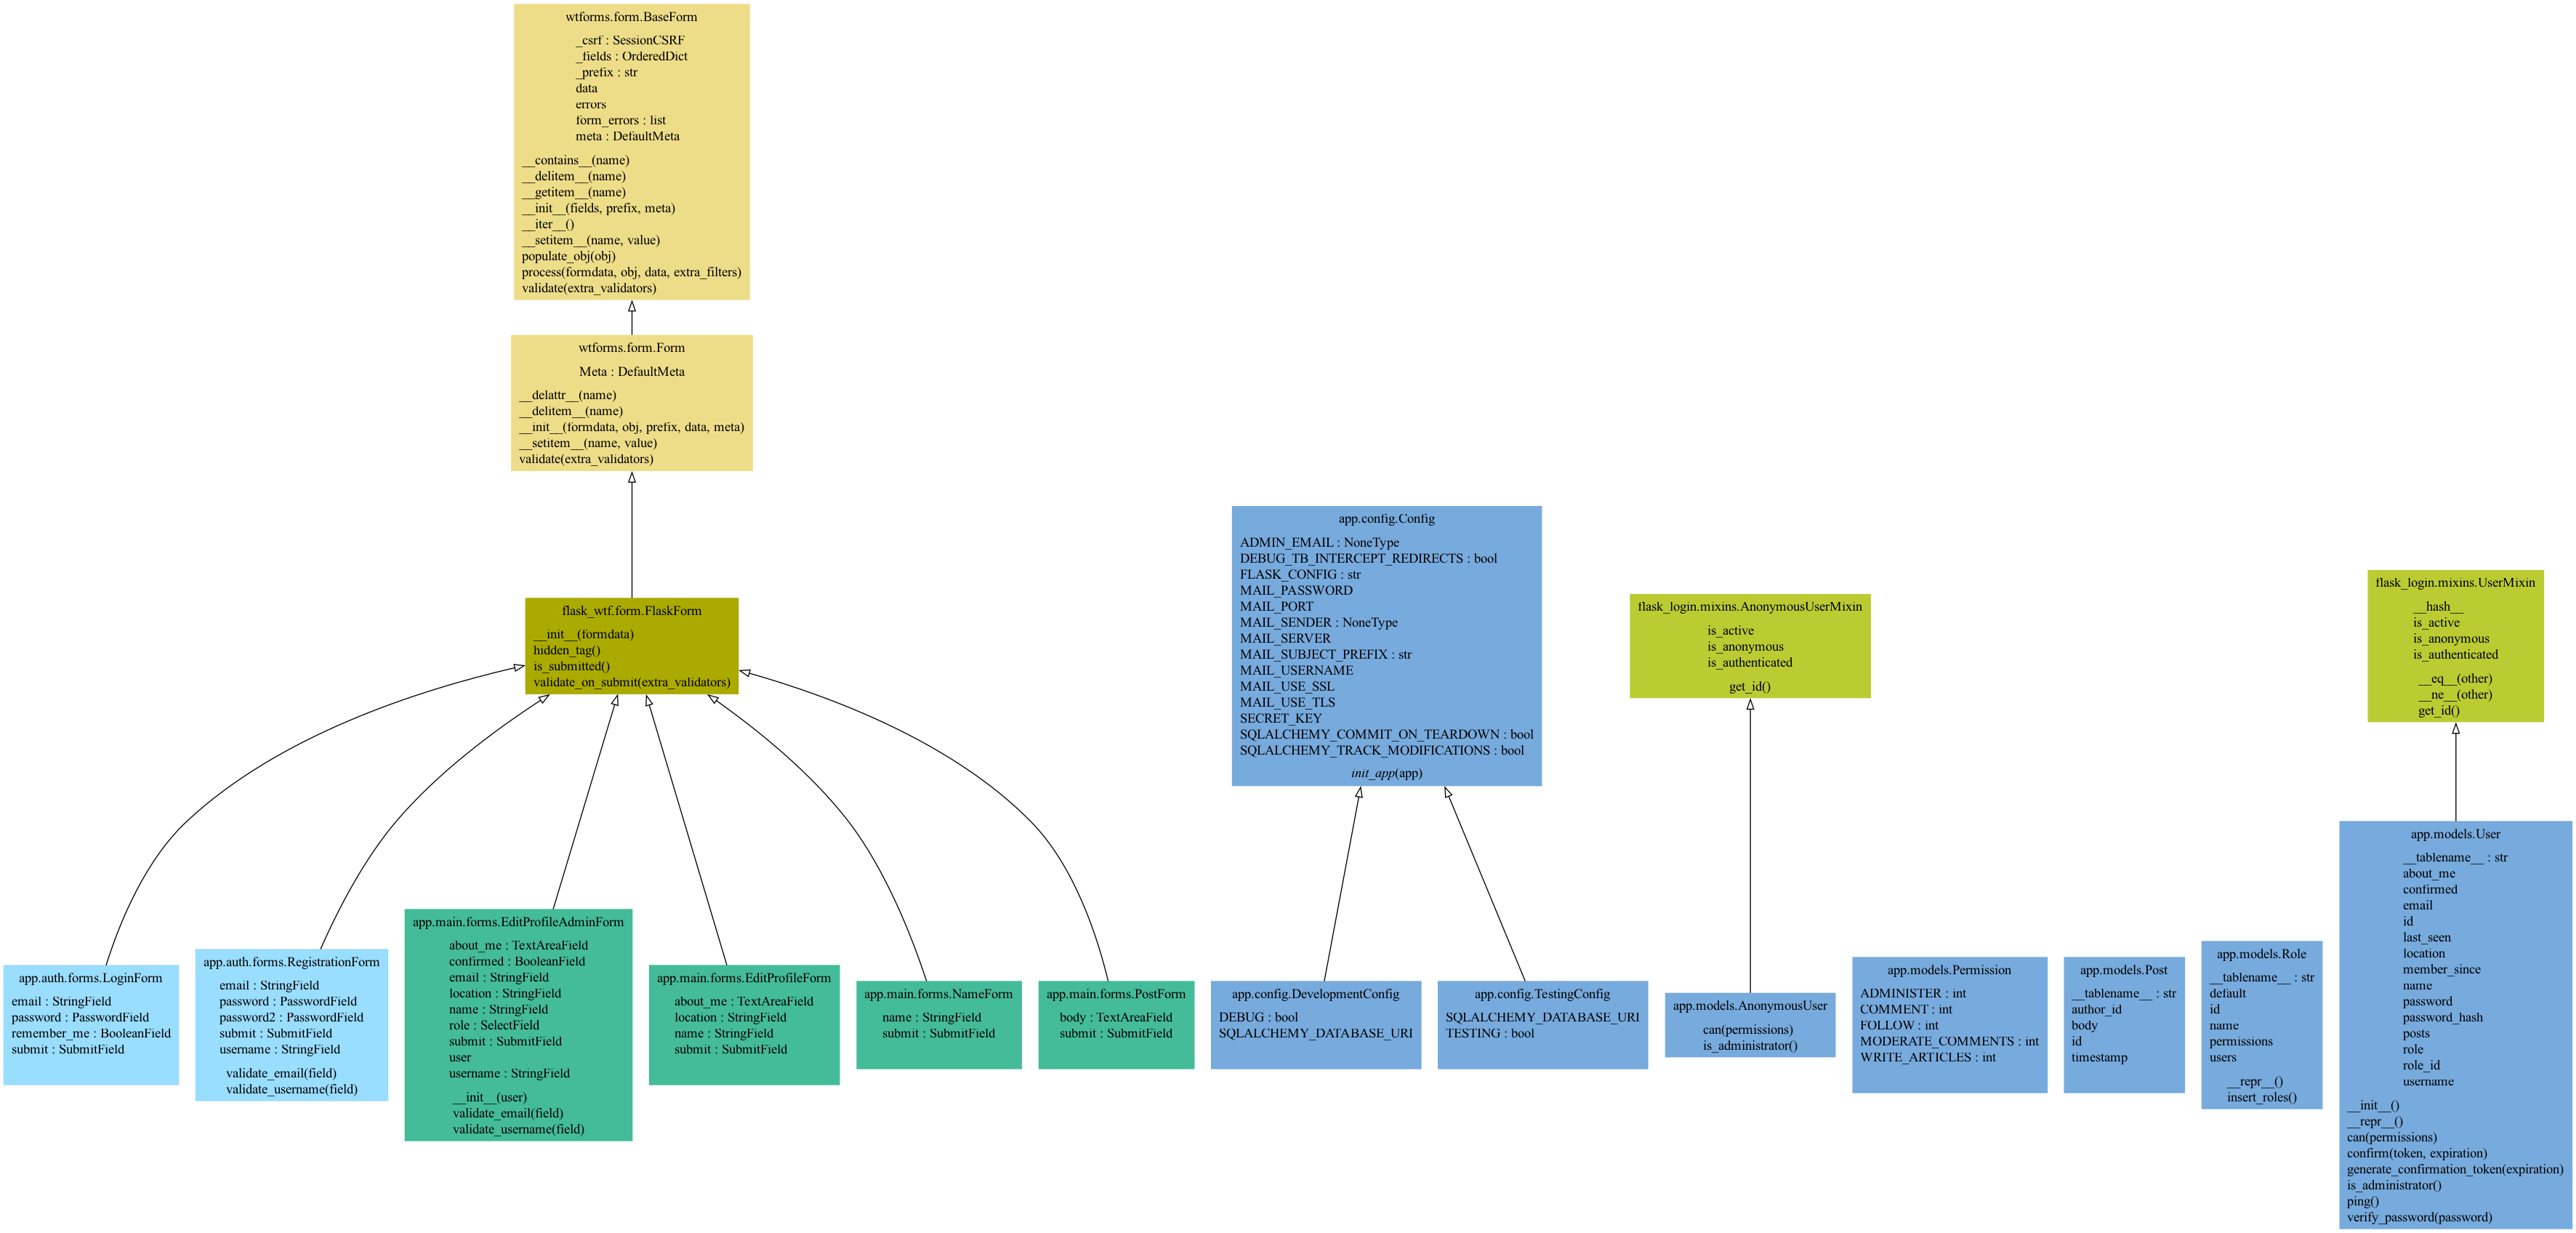 wtforms.form.BaseForm
_csrf : SessionCSRF
_fields : OrderedDict
_prefix : str
data
errors
form_errors : list
meta : DefaultMeta
__contains__(name)
__delitem__(name)
__getitem__(name)
__init__(fields, prefix, meta)
__iter__()
__setitem__(name, value)
populate_obj(obj)
process(formdata, obj, data, extra_filters)
validate(extra_validators)
wtforms.form.Form
Meta : DefaultMeta
__delattr__(name)
__delitem__(name)
__init__(formdata, obj, prefix, data, meta)
__setitem__(name, value)
validate(extra_validators)
flask_wtf.form.FlaskForm
__init__(formdata)
hidden_tag()
is_submitted()
validate_on_submit(extra_validators)
app.config.Config
ADMIN_EMAIL : NoneType
DEBUG_TB_INTERCEPT_REDIRECTS : bool
FLASK_CONFIG : str
MAIL_PASSWORD
MAIL_PORT
MAIL_SENDER : NoneType
MAIL_SERVER
MAIL_SUBJECT_PREFIX : str
MAIL_USERNAME
MAIL_USE_SSL
MAIL_USE_TLS
SECRET_KEY
SQLALCHEMY_COMMIT_ON_TEARDOWN : bool
SQLALCHEMY_TRACK_MODIFICATIONS : bool
init_app(app)
flask_login.mixins.AnonymousUserMixin
is_active
is_anonymous
is_authenticated
get_id()
flask_login.mixins.UserMixin
__hash__
is_active
is_anonymous
is_authenticated
__eq__(other)
__ne__(other)
get_id()
app.auth.forms.LoginForm
email : StringField
password : PasswordField
remember_me : BooleanField
submit : SubmitField
app.auth.forms.RegistrationForm
email : StringField
password : PasswordField
password2 : PasswordField
submit : SubmitField
username : StringField
validate_email(field)
validate_username(field)
app.main.forms.EditProfileAdminForm
about_me : TextAreaField
confirmed : BooleanField
email : StringField
location : StringField
name : StringField
role : SelectField
submit : SubmitField
user
username : StringField
__init__(user)
validate_email(field)
validate_username(field)
app.main.forms.EditProfileForm
about_me : TextAreaField
location : StringField
name : StringField
submit : SubmitField
app.main.forms.NameForm
name : StringField
submit : SubmitField
app.main.forms.PostForm
body : TextAreaField
submit : SubmitField
app.config.DevelopmentConfig
DEBUG : bool
SQLALCHEMY_DATABASE_URI
app.config.TestingConfig
SQLALCHEMY_DATABASE_URI
TESTING : bool
app.models.AnonymousUser
can(permissions)
is_administrator()
app.models.Permission
ADMINISTER : int
COMMENT : int
FOLLOW : int
MODERATE_COMMENTS : int
WRITE_ARTICLES : int
app.models.Post
__tablename__ : str
author_id
body
id
timestamp
app.models.Role
__tablename__ : str
default
id
name
permissions
users
__repr__()
insert_roles()
app.models.User
__tablename__ : str
about_me
confirmed
email
id
last_seen
location
member_since
name
password
password_hash
posts
role
role_id
username
__init__()
__repr__()
can(permissions)
confirm(token, expiration)
generate_confirmation_token(expiration)
is_administrator()
ping()
verify_password(password)